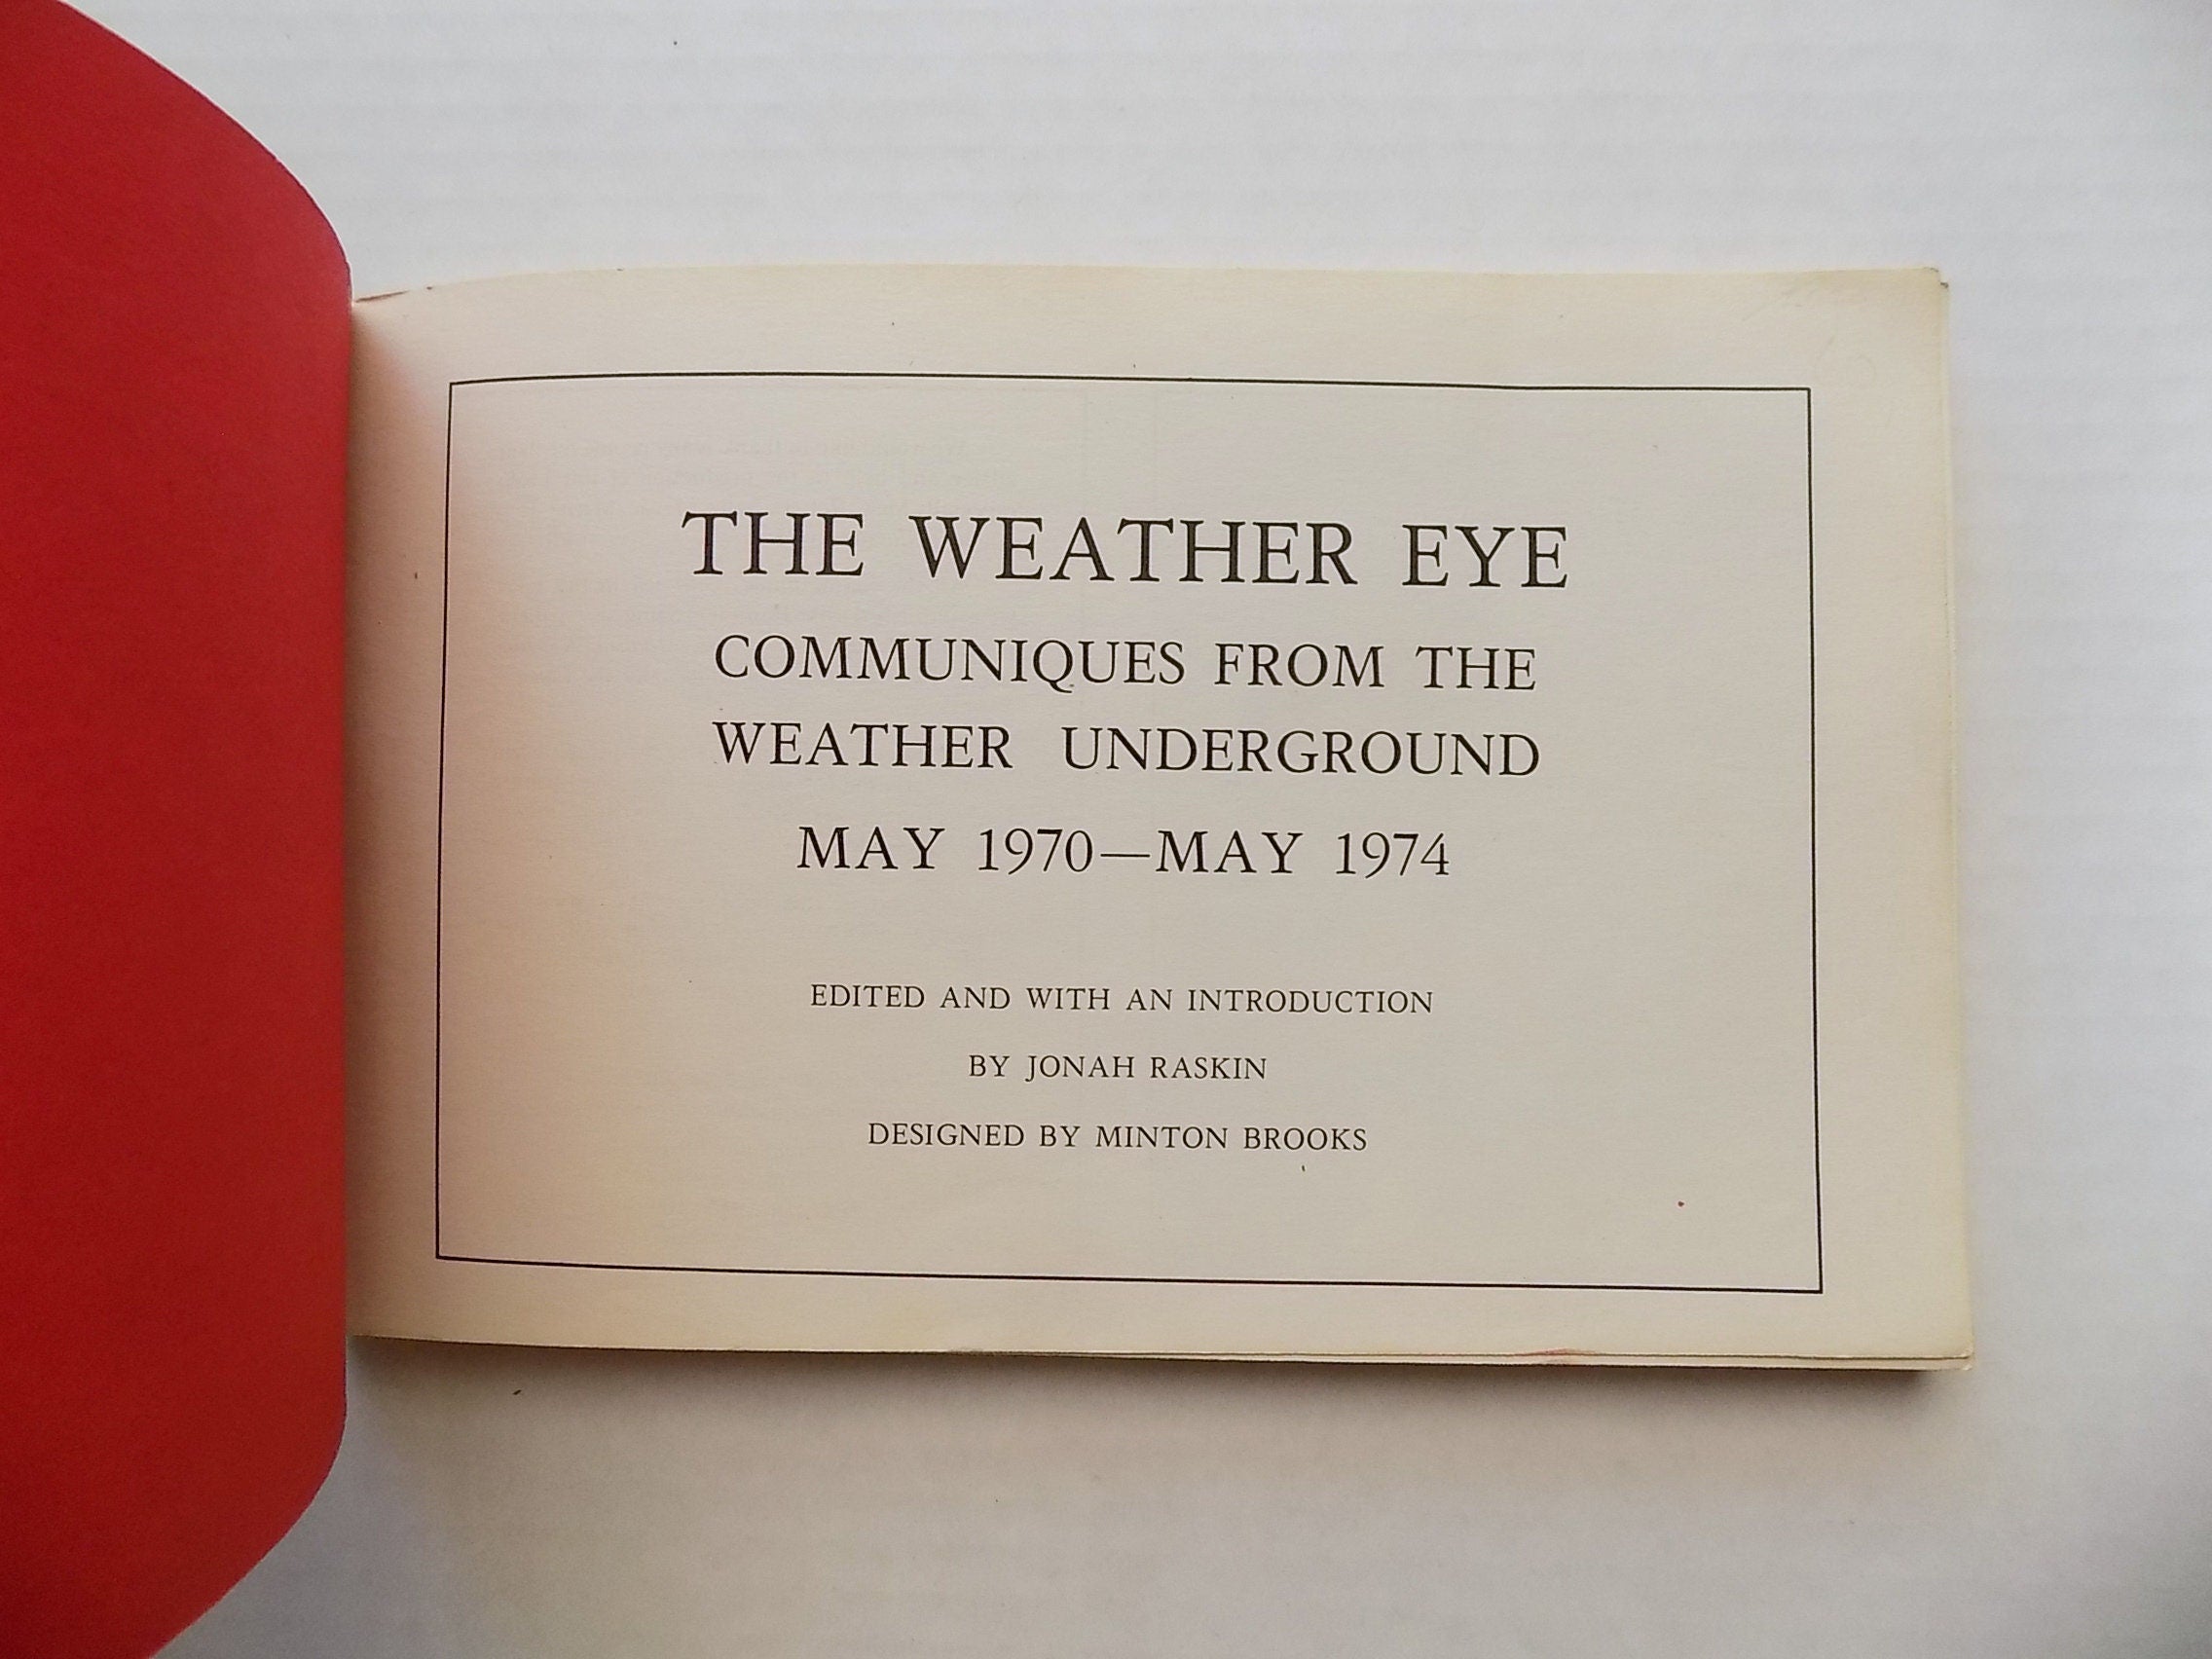 THE WEATHER EYE
COMMUNIQUES FROM THE
WEATHER UNDERGROUND
MAY 1970—MAY 1974
EDITED AND WITH AN INTRODUCTION
BY JONAH RASKIN
DESIGNED BY MINTON BROOKS